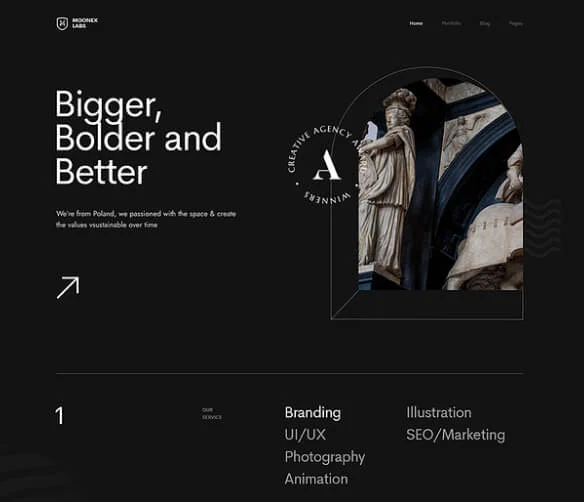 MOONEX
LABS
Home
Portfolio
Blog
Pages
Bigger,
Bolder and
Better
We're from Poland, we passioned with the space & create
the values vsustainable over time
CREATIVE AGENCY AWARD
WINNERS
A
1
OUR
SERVICE
Branding
UI/UX
Photography
Animation
Illustration
SEO/Marketing